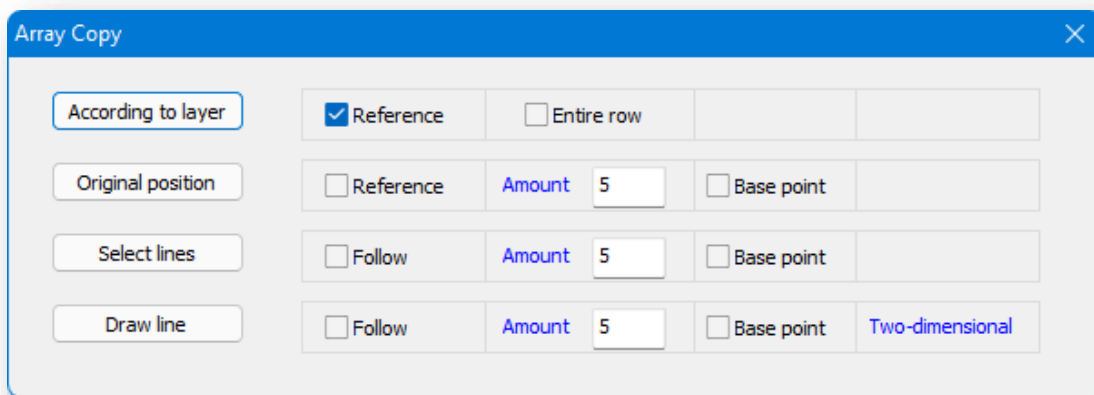 Array Copy
According to layer Reference Entire row
Original position Reference Amount 5 Base point
Select lines Follow Amount 5 Base point
Draw line Follow Amount 5 Base point Two-dimensional